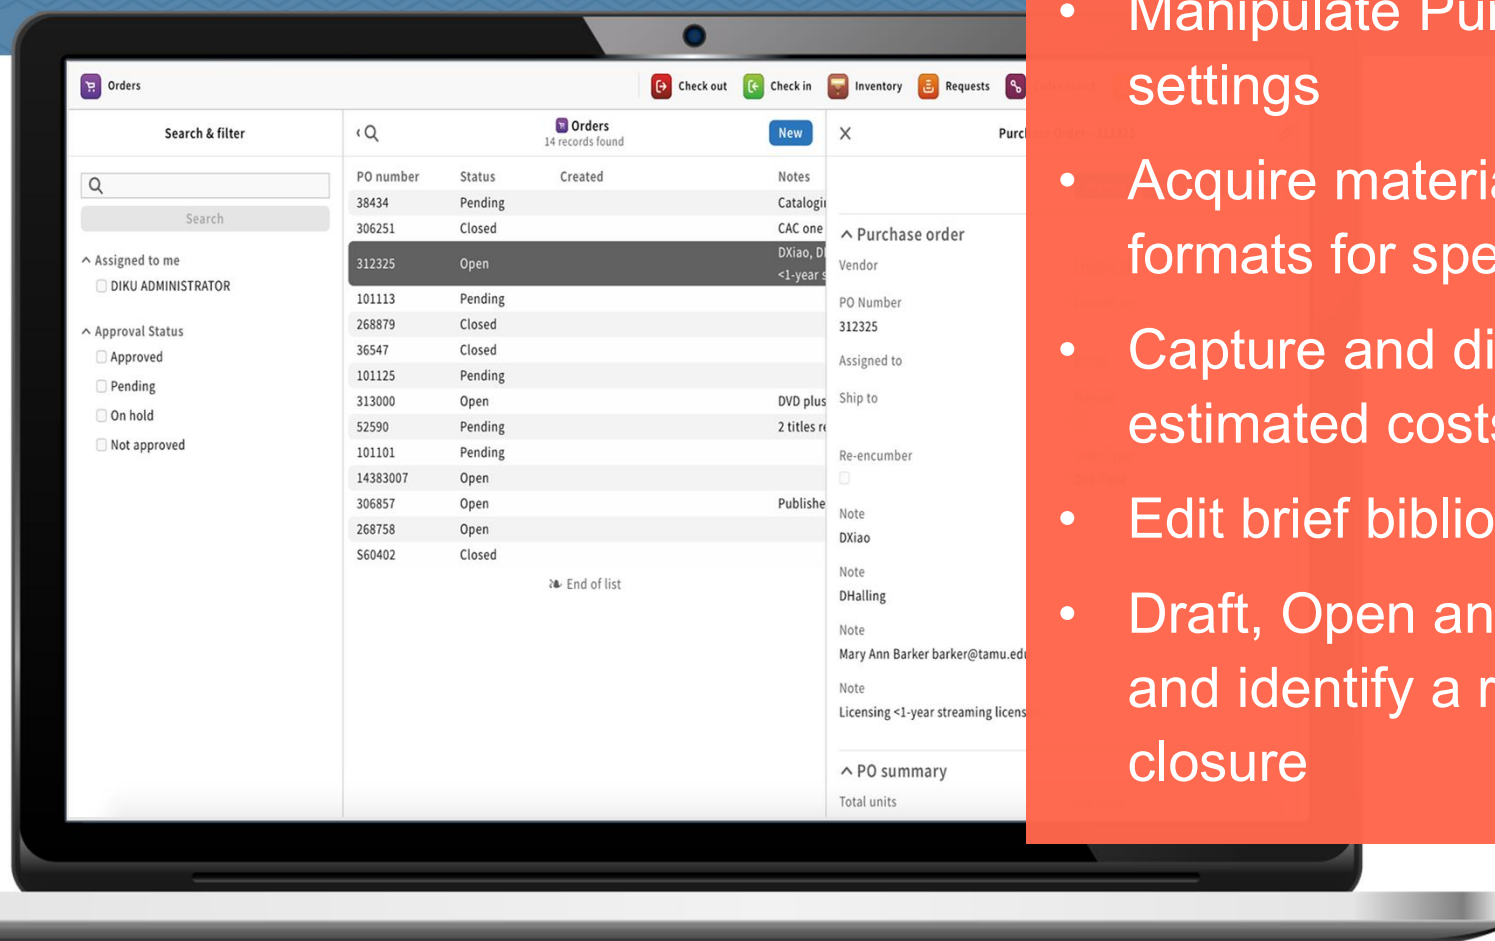 Orders
Check out
Check in
Inventory
Requests
Search & filter
Search
Assigned to me
DIKU ADMINISTRATOR
Approval Status
Approved
Pending
On hold
Not approved
Orders
14 records found
New
PO number Status Created Notes
38434 Pending
306251 Closed CAC one
312325 Open DXiao,
<1-year
101113 Pending
268879 Closed
36547 Closed
101125 Pending
313000 Open DVD plus
52590 Pending 2 titles
101101 Pending
14383007 Open
306857 Open
268758 Open
S60402 Closed
End of list
Purchase order
Vendor
PO Number
312325
Assigned to
Ship to
Re-encumber
Note
DXiao
Note
DHalling
Note
Mary Ann Barker barker@tamu.edu
Note
Licensing <1-year streaming
PO summary
Total units
• Manipulate
settings
• Acquire
formats for
• Capture and
estimated costs
• Edit brief
• Draft, Open
and identify a
closure